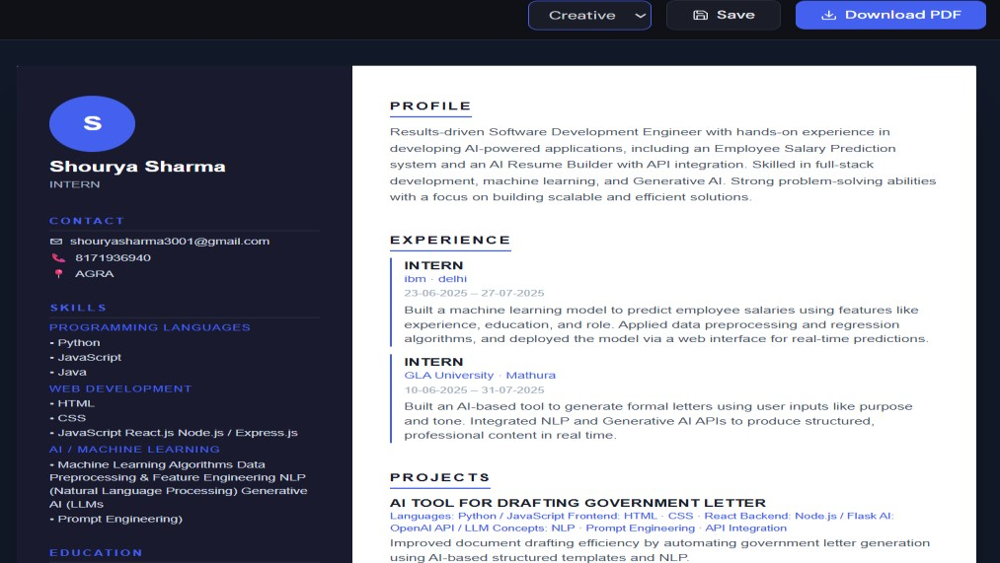 Creative
Save
Download PDF
S
Shourya Sharma
INTERN
CONTACT
shouryasharma3001@gmail.com
8171936940
AGRA
SKILLS
PROGRAMMING LANGUAGES
• Python
• JavaScript
• Java
WEB DEVELOPMENT
• HTML
• CSS
• JavaScript React.js Node.js / Express.js
AI / MACHINE LEARNING
• Machine Learning Algorithms Data
Preprocessing & Feature Engineering NLP
(Natural Language Processing) Generative
AI (LLMs
• Prompt Engineering)
EDUCATION
PROFILE
Results-driven Software Development Engineer with hands-on experience in
developing AI-powered applications, including an Employee Salary Prediction
system and an AI Resume Builder with API integration. Skilled in full-stack
development, machine learning, and Generative AI. Strong problem-solving abilities
with a focus on building scalable and efficient solutions.
EXPERIENCE
INTERN
ibm · delhi
23-06-2025 – 27-07-2025
Built a machine learning model to predict employee salaries using features like
experience, education, and role. Applied data preprocessing and regression
algorithms, and deployed the model via a web interface for real-time predictions.
INTERN
GLA University · Mathura
10-06-2025 – 31-07-2025
Built an AI-based tool to generate formal letters using user inputs like purpose
and tone. Integrated NLP and Generative AI APIs to produce structured,
professional content in real time.
PROJECTS
AI TOOL FOR DRAFTING GOVERNMENT LETTER
Languages: Python / JavaScript Frontend: HTML · CSS · React Backend: Node.js / Flask AI:
OpenAI API / LLM Concepts: NLP · Prompt Engineering · API Integration
Improved document drafting efficiency by automating government letter generation
using AI-based structured templates and NLP.